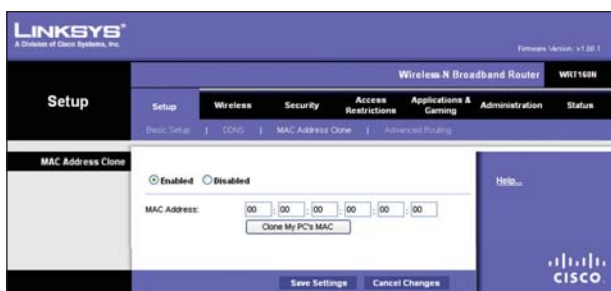 LINKSYS®
A Division of Cisco Systems, Inc.
Firmware Version: v1.00.1
Wireless-N Broadband Router WRT160N
Setup
Setup Wireless Security Access Restrictions Applications & Gaming Administration Status
Basic Setup | DDNS | MAC Address Clone | Advanced Routing
MAC Address Clone
Enabled Disabled
Help...
MAC Address: 00 : 00 : 00 : 00 : 00 : 00
Clone My PC's MAC
Save Settings Cancel Changes
CISCO.